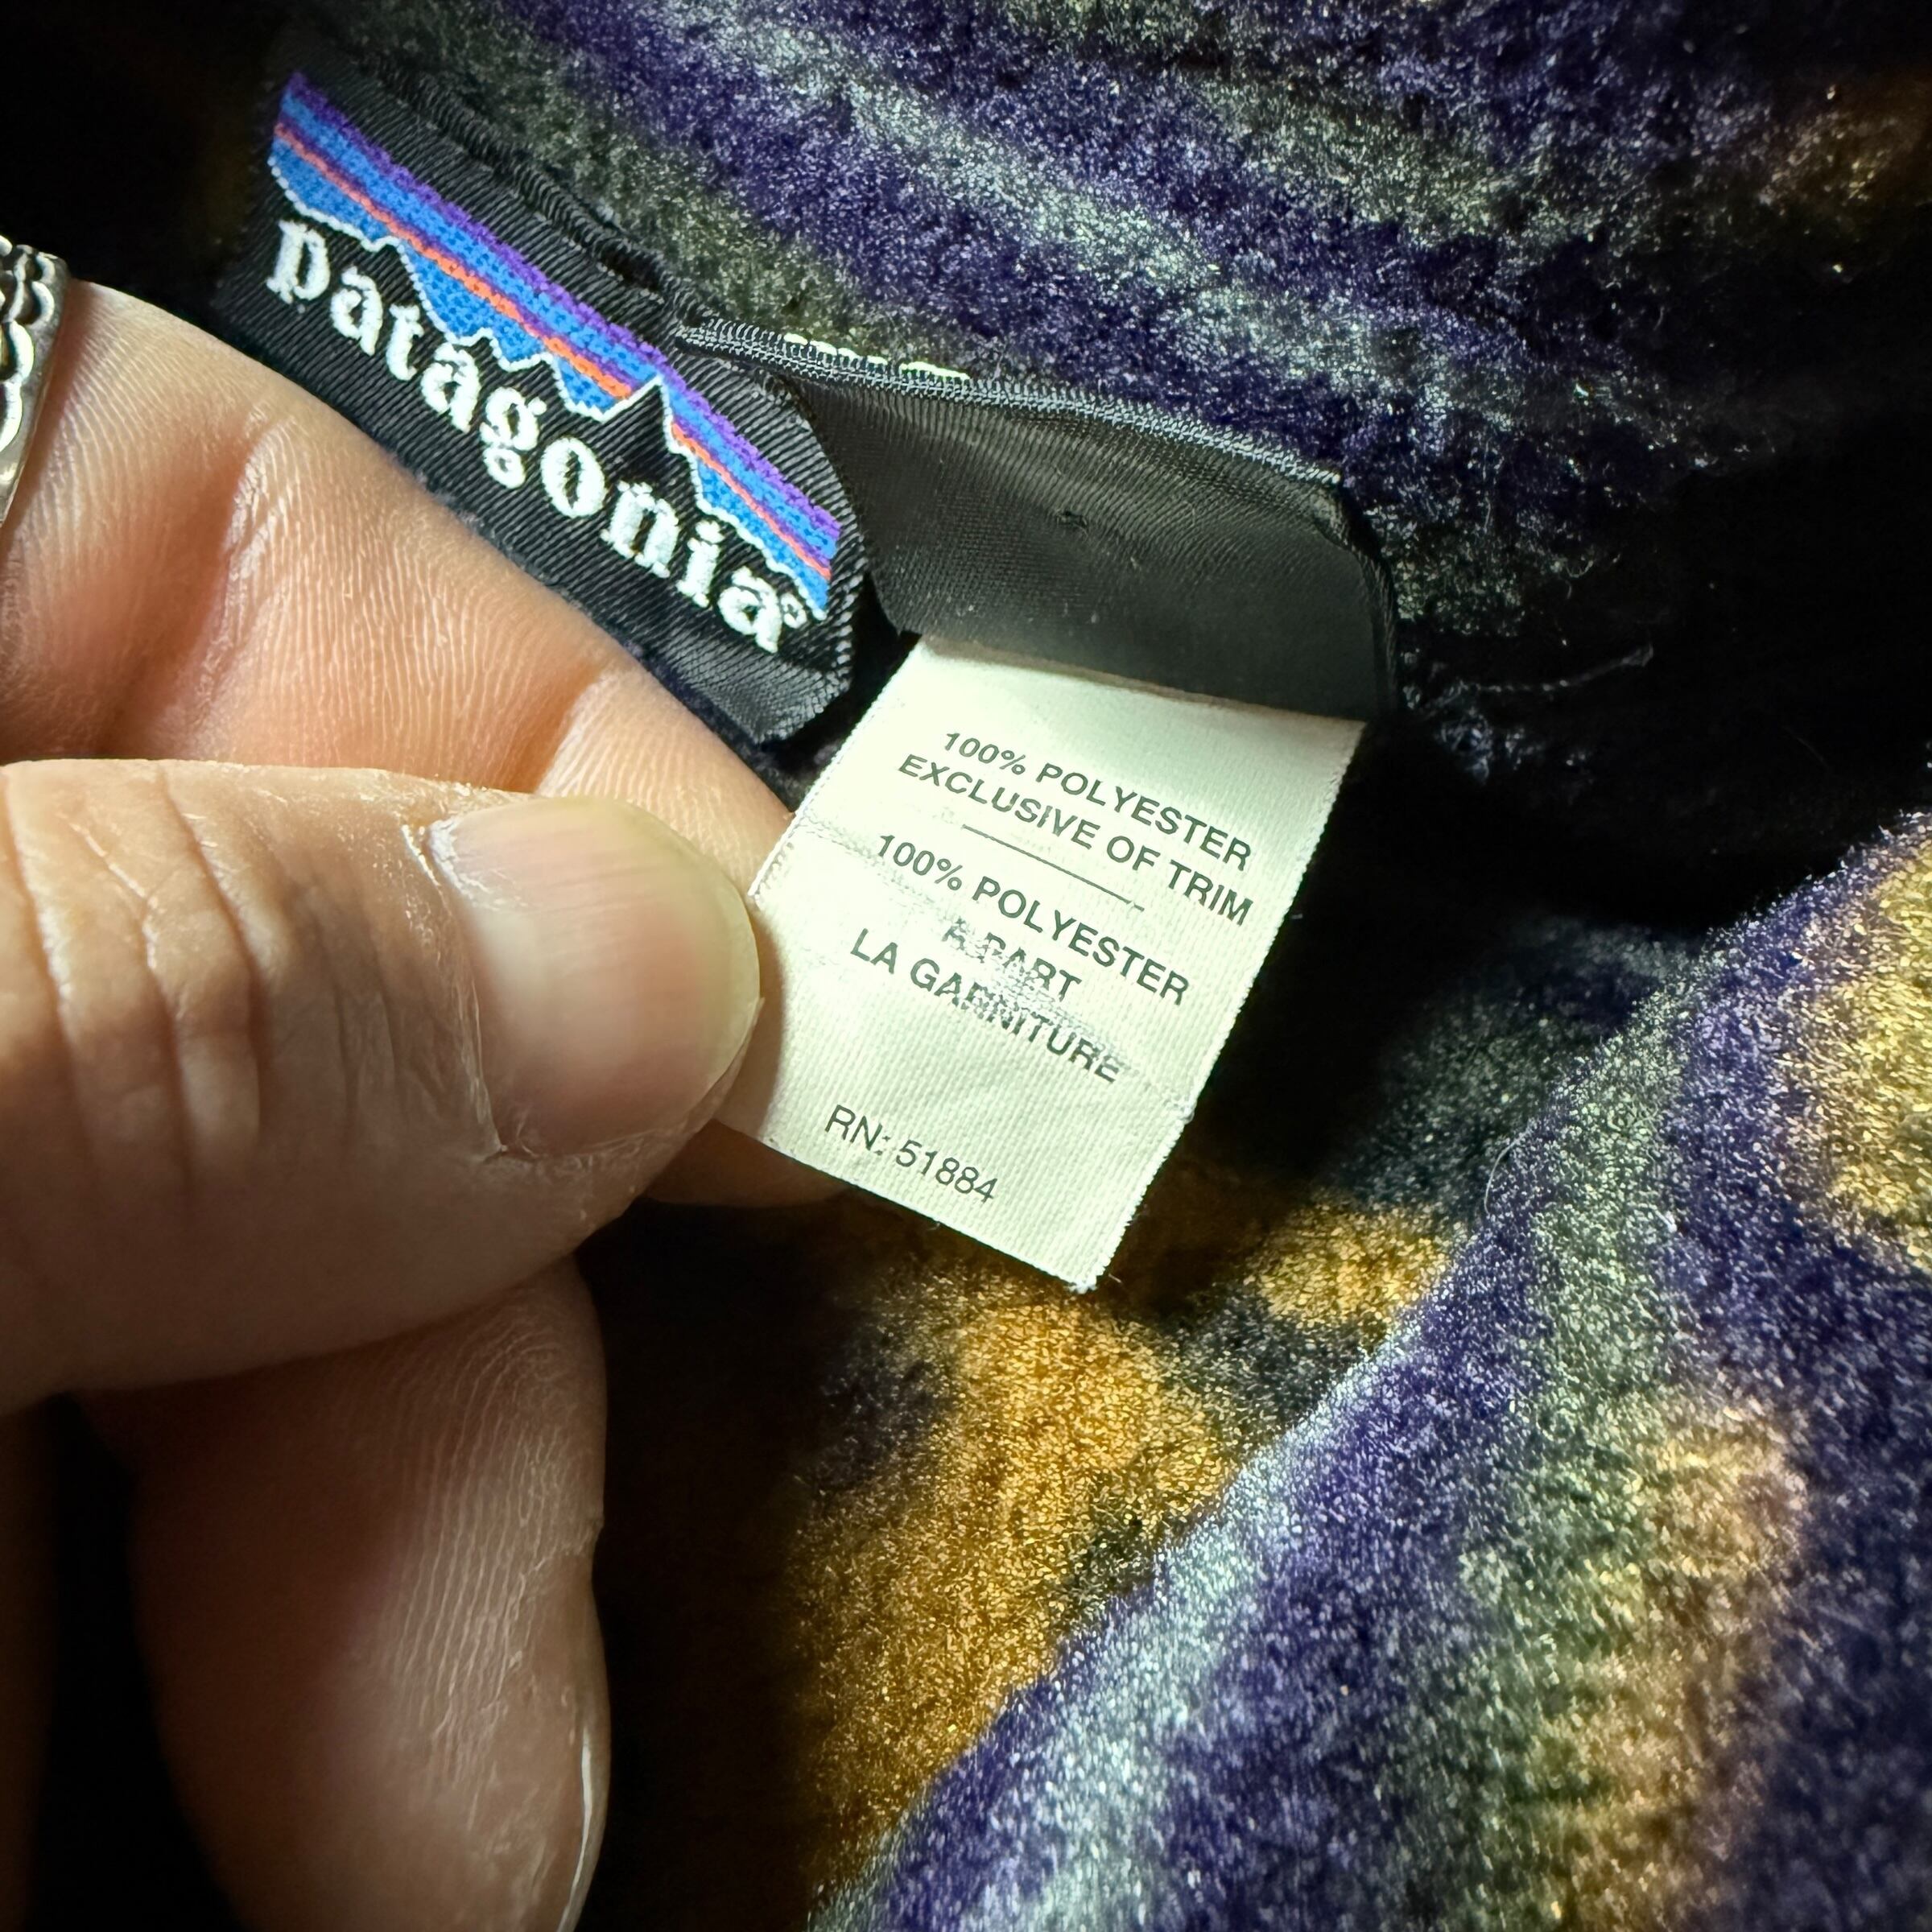 patagonia®
100% POLYESTER
EXCLUSIVE OF TRIM
100% POLYESTER
À PART
LA GARNITURE
RN: 51884